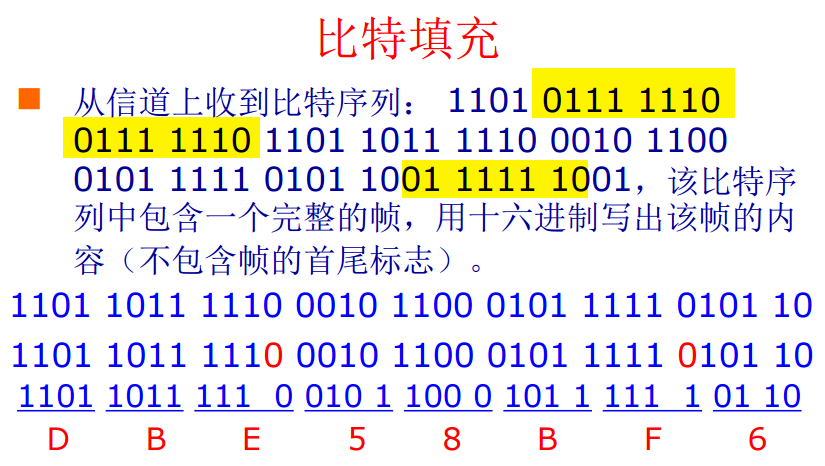 比特填充
从信道上收到比特序列： 1101 0111 1110
0111 1110 1101 1011 1110 0010 1100
0101 1111 0101 1001 1111 1001，该比特序
列中包含一个完整的帧，用十六进制写出该帧的内
容（不包含帧的首尾标志）。
1101 1011 1110 0010 1100 0101 1111 0101 10
1101 1011 1110 0010 1100 0101 1111 0101 10
1101 1011 111 0 010 1 100 0 101 1 111 1 01 10
D B E 5 8 B F 6